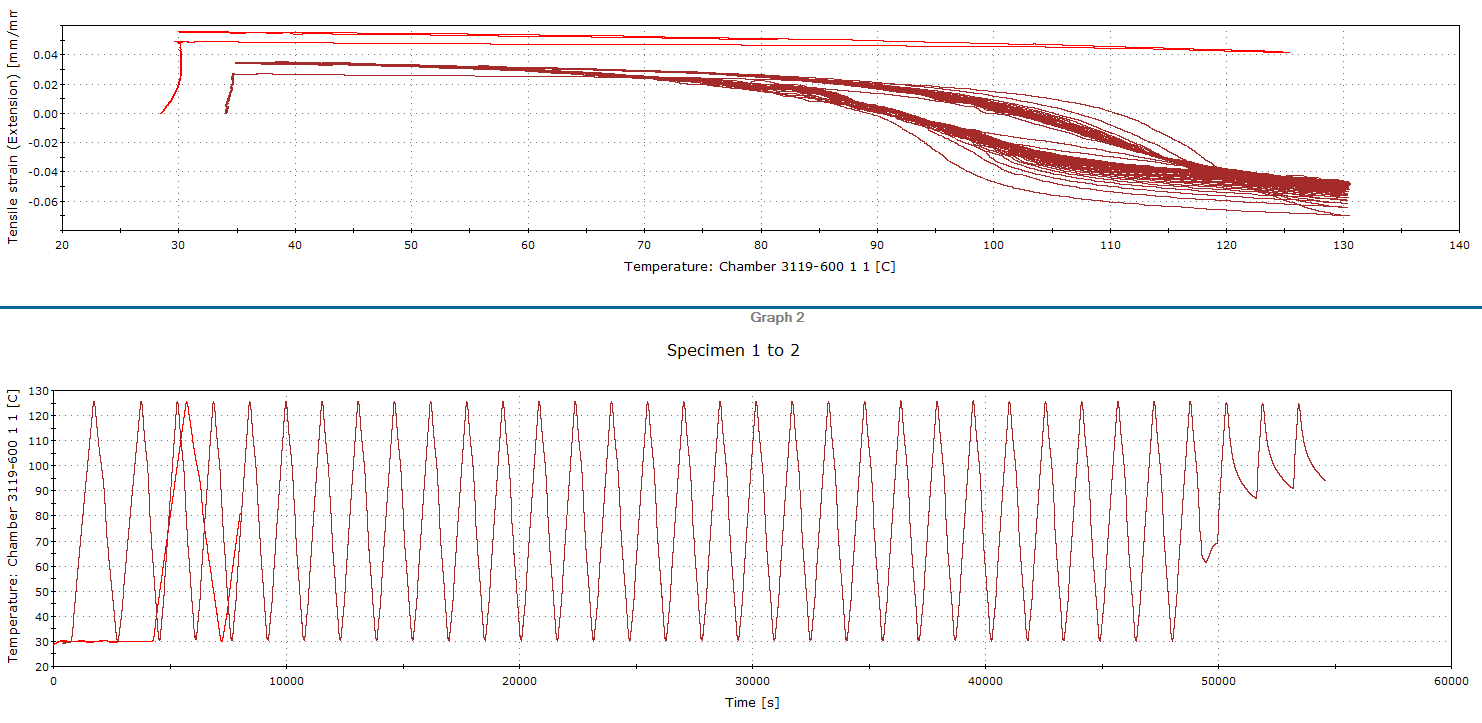 Tensile strain (Extension) [mm/mm
0.04
0.02
0.00
-0.02
-0.04
-0.06
20 30 40 50 60 70 80 90 100 110 120 130 140
Temperature: Chamber 3119-600 1 1 [C]
Graph 2
Specimen 1 to 2
Temperature: Chamber 3119-600 1 1 [C]
130
120
110
100
90
80
70
60
50
40
30
20
0 10000 20000 30000 40000 50000 60000
Time [s]